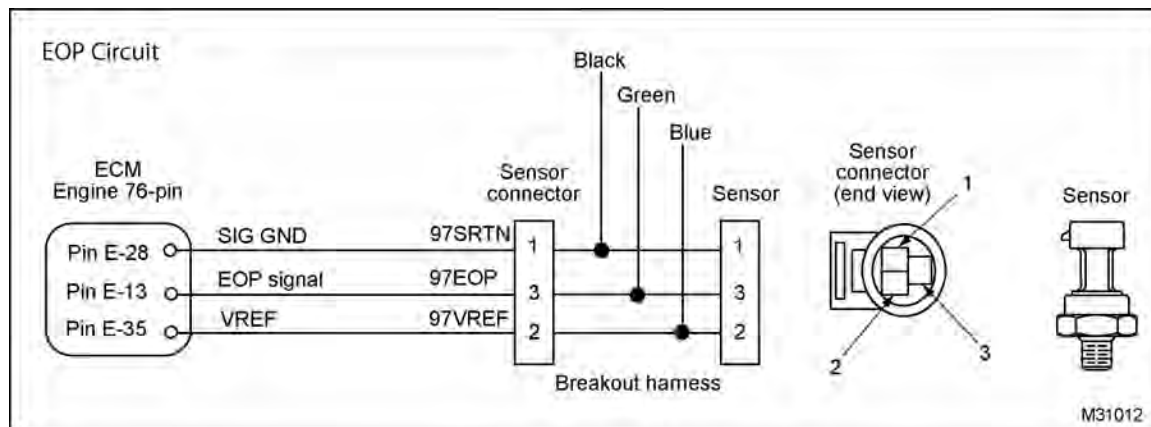 EOP Circuit
Black
Green
Blue
ECM
Engine 76-pin
Sensor
connector
Sensor
Sensor
connector
(end view)
1
Sensor
Pin E-28
SIG GND
97SRTN
1
1
Pin E-13
EOP signal
97EOP
3
3
Pin E-35
VREF
97VREF
2
2
2
3
Breakout harness
M31012